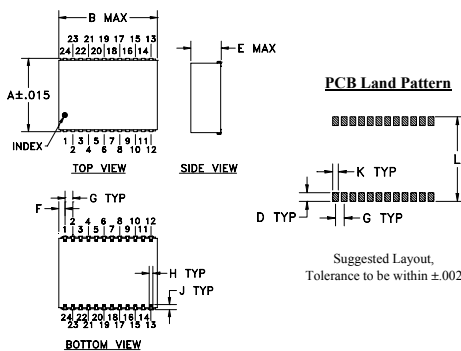 B MAX
23 21 19 17 15 13
24 22 20 18 16 14
A±.015
INDEX
1 3 5 7 9 11
2 4 6 8 10 12
TOP VIEW
E MAX
SIDE VIEW
PCB Land Pattern
K TYP
L
D TYP
G TYP
Suggested Layout,
Tolerance to be within ±.002
G TYP
F
2 4 6 8 10 12
1 3 5 7 9 11
H TYP
J TYP
24 22 20 18 16 14
23 21 19 17 15 13
BOTTOM VIEW